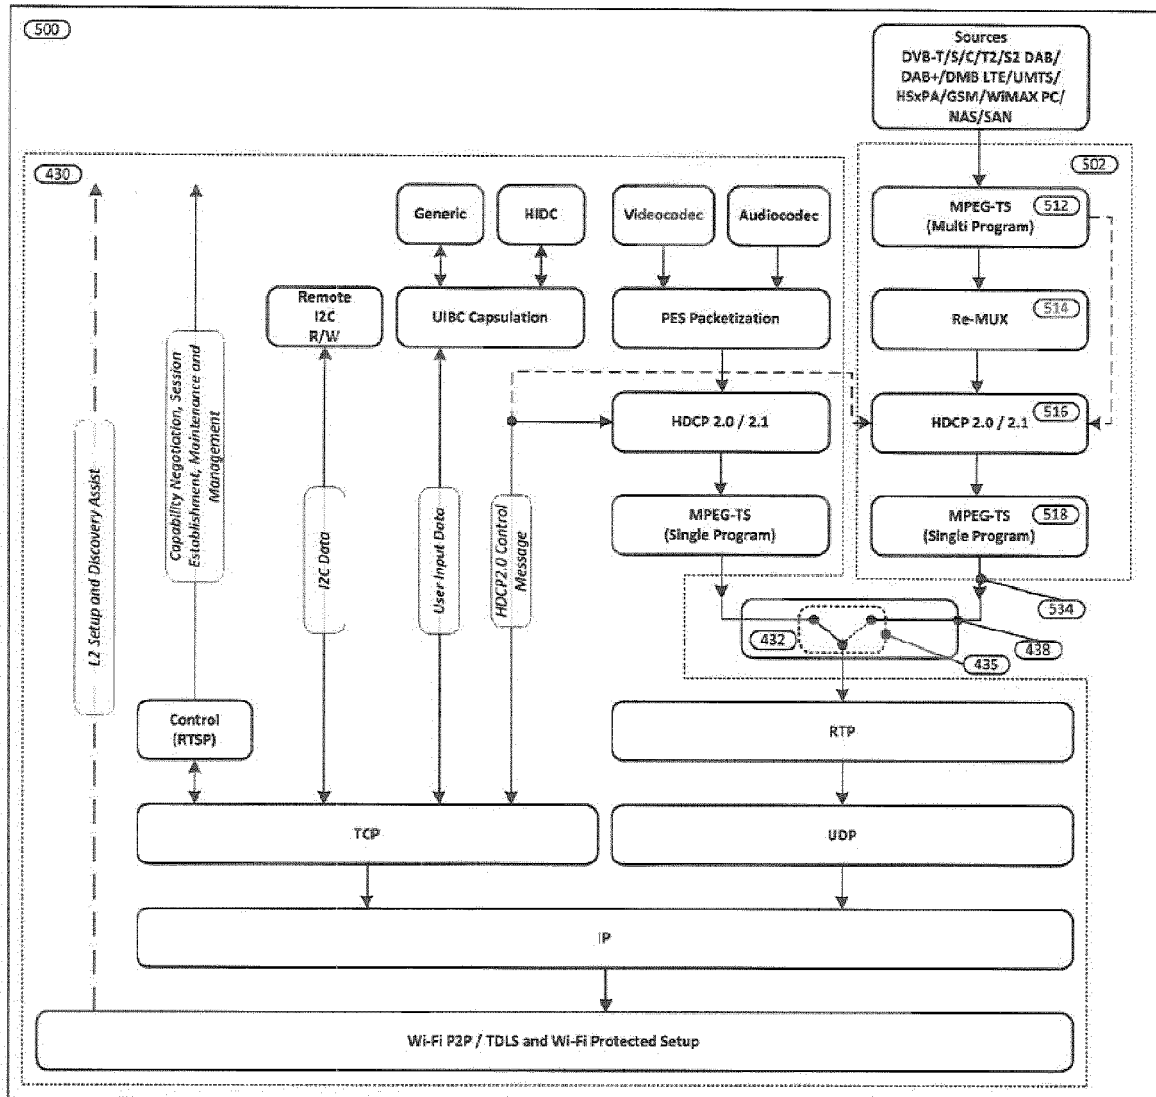 500
Sources
DVB-T/S/C/T2/S2 DAB/
DAB+/DMB LTE/UMTS/
HSxPA/GSM/WiMAX PC/
NAS/SAN
430
502
Generic
HIDC
Videocodec
Audiocodec
MPEG-TS
(Multi Program)
512
Remote
I2C
R/W
UIBC Capsulation
PES Packetization
Re-MUX
514
HDCP 2.0 / 2.1
HDCP 2.0 / 2.1
516
L2 Setup and Discovery Assist
Capability Negotiation, Session
Establishment, Maintenance and
Management
I2C Data
User Input Data
HDCP2.0 Control
Message
MPEG-TS
(Single Program)
MPEG-TS
(Single Program)
518
534
432
438
435
Control
(RTSP)
RTP
TCP
UDP
IP
Wi-Fi P2P / TDLS and Wi-Fi Protected Setup